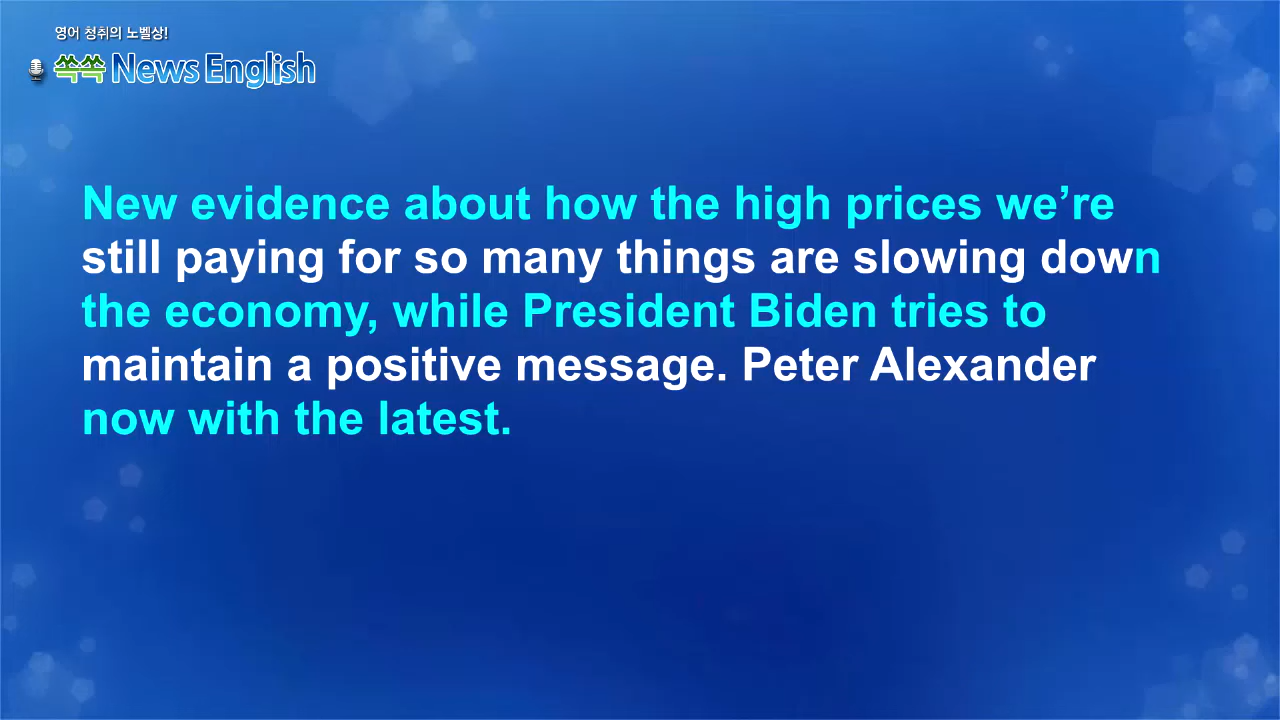 영어 청취의 노벨상!
쏙쏙 News English
New evidence about how the high prices we’re
still paying for so many things are slowing down
the economy, while President Biden tries to
maintain a positive message. Peter Alexander
now with the latest.